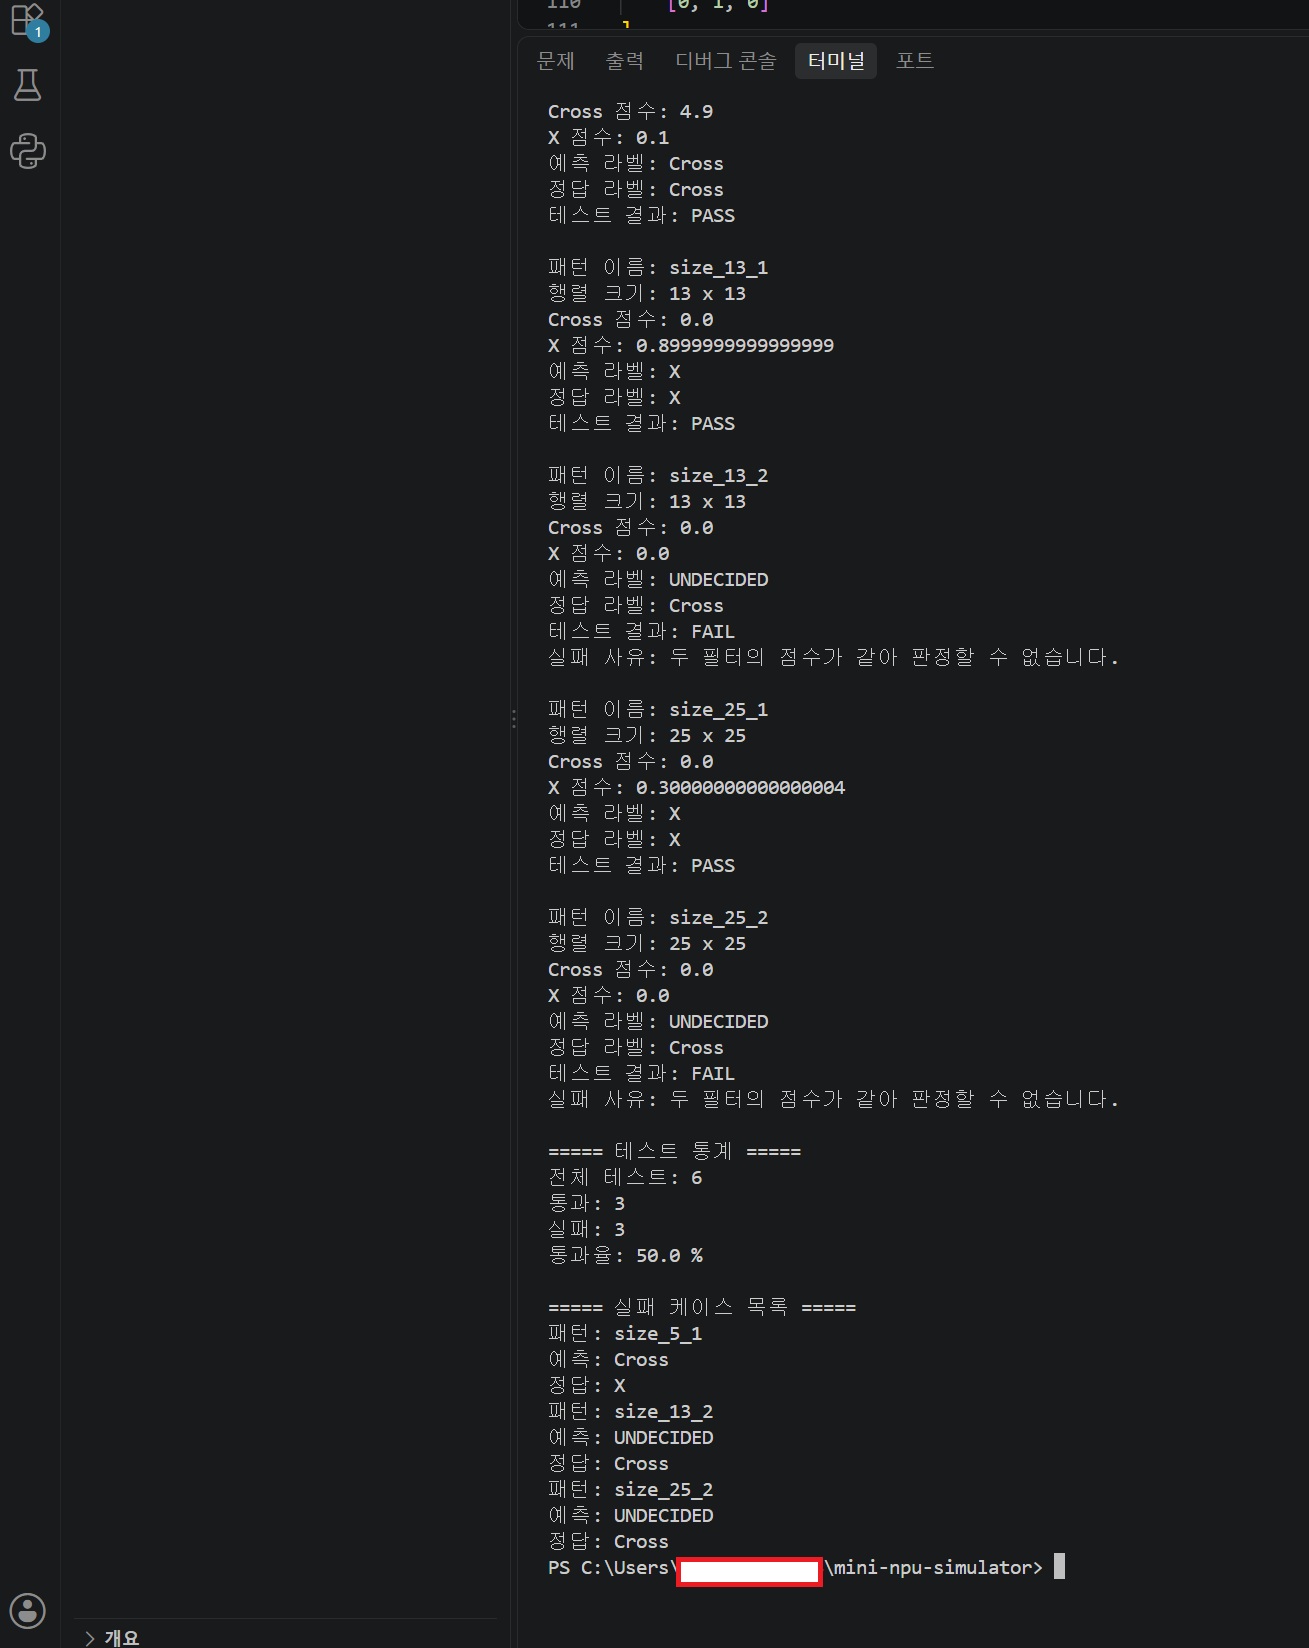 1
110 [0, 1, 0]
111 ]
문제 출력 디버그 콘솔 터미널 포트
Cross 점수: 4.9
X 점수: 0.1
예측 라벨: Cross
정답 라벨: Cross
테스트 결과: PASS
패턴 이름: size_13_1
행렬 크기: 13 x 13
Cross 점수: 0.0
X 점수: 0.8999999999999999
예측 라벨: X
정답 라벨: X
테스트 결과: PASS
패턴 이름: size_13_2
행렬 크기: 13 x 13
Cross 점수: 0.0
X 점수: 0.0
예측 라벨: UNDECIDED
정답 라벨: Cross
테스트 결과: FAIL
실패 사유: 두 필터의 점수가 같아 판정할 수 없습니다.
패턴 이름: size_25_1
행렬 크기: 25 x 25
Cross 점수: 0.0
X 점수: 0.30000000000000004
예측 라벨: X
정답 라벨: X
테스트 결과: PASS
패턴 이름: size_25_2
행렬 크기: 25 x 25
Cross 점수: 0.0
X 점수: 0.0
예측 라벨: UNDECIDED
정답 라벨: Cross
테스트 결과: FAIL
실패 사유: 두 필터의 점수가 같아 판정할 수 없습니다.
===== 테스트 통계 =====
전체 테스트: 6
통과: 3
실패: 3
통과율: 50.0 %
===== 실패 케이스 목록 =====
패턴: size_5_1
예측: Cross
정답: X
패턴: size_13_2
예측: UNDECIDED
정답: Cross
패턴: size_25_2
예측: UNDECIDED
정답: Cross
PS C:\Users\ \mini-npu-simulator>
개요